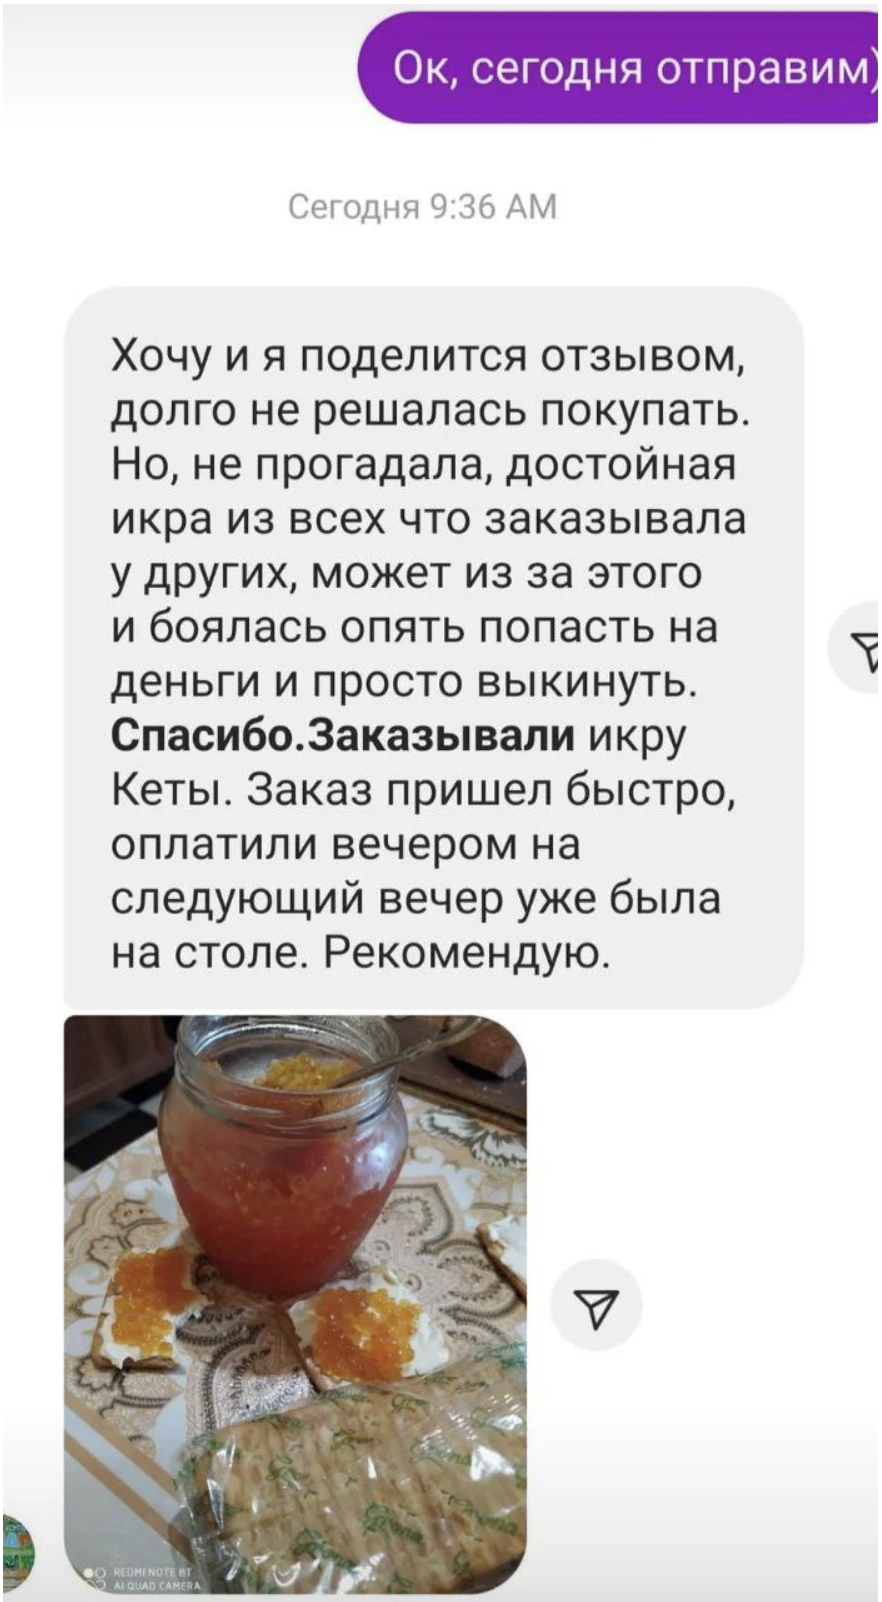 Ок, сегодня отправим)
Сегодня 9:36 AM
Хочу и я поделится отзывом,
долго не решалась покупать.
Но, не прогадала, достойная
икра из всех что заказывала
у других, может из за этого
и боялась опять попасть на
деньги и просто выкинуть.
Спасибо.Заказывали икру
Кеты. Заказ пришел быстро,
оплатили вечером на
следующий вечер уже была
на столе. Рекомендую.
REDMI NOTE 8T
AI QUAD CAMERA